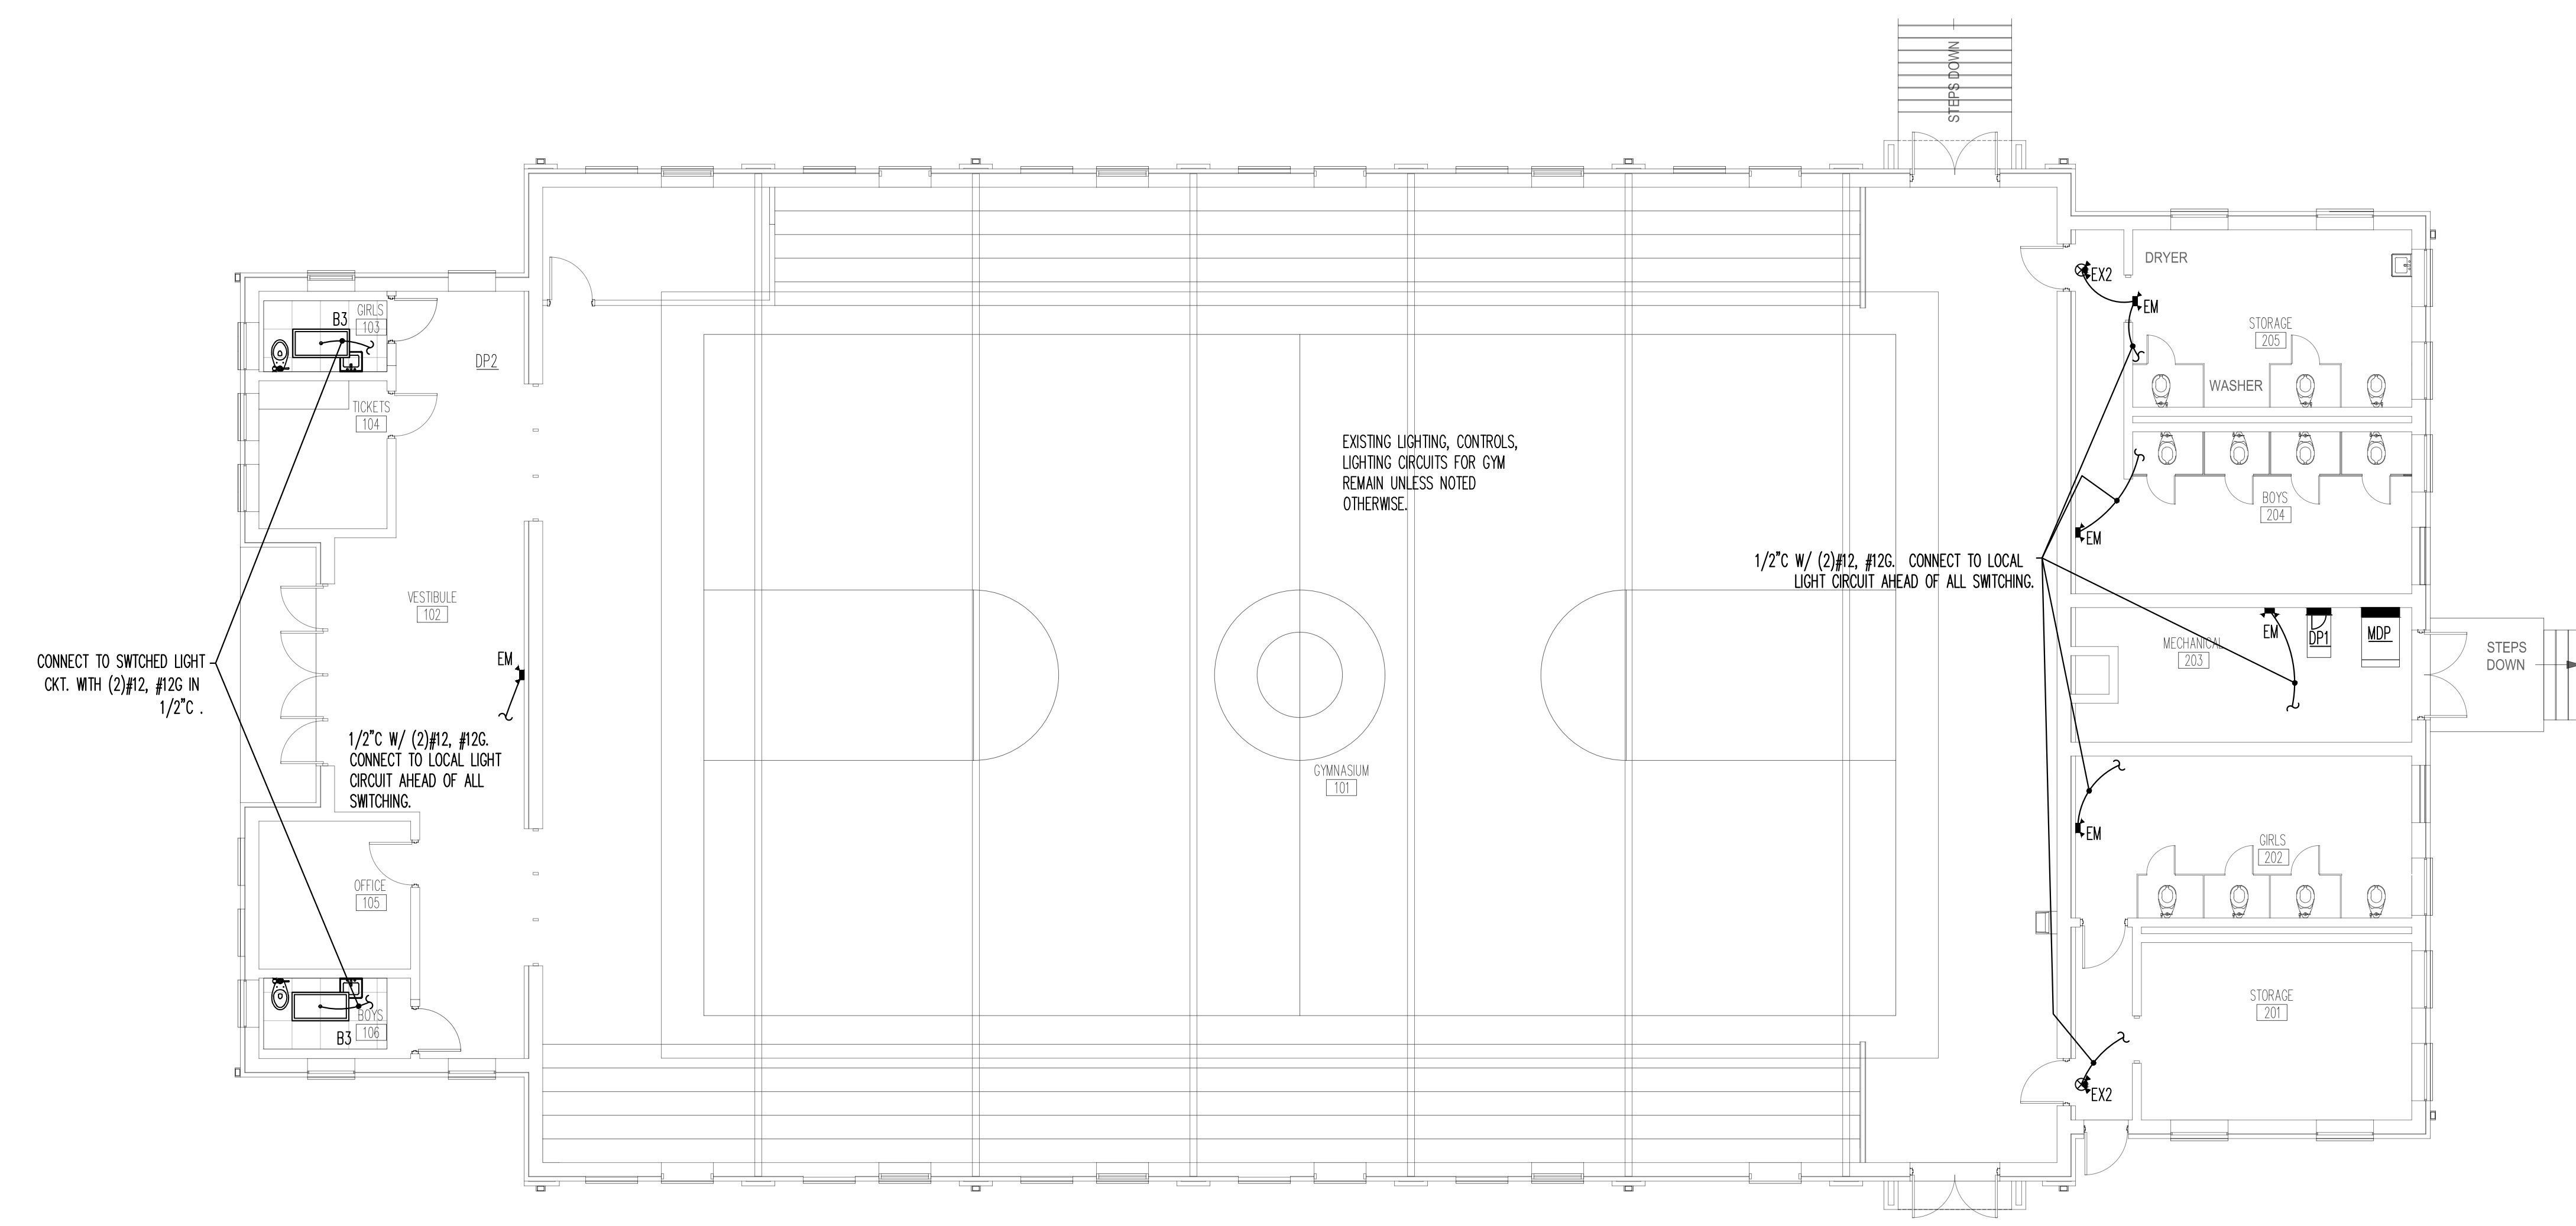 STEPS DOWN
DRYER
EX2
EM
STORAGE
205
WASHER
GIRLS
103
B3
DP2
TICKETS
104
EXISTING LIGHTING, CONTROLS,
LIGHTING CIRCUITS FOR GYM
REMAIN UNLESS NOTED
OTHERWISE.
BOYS
204
EM
1/2"C W/ (2)#12, #12G. CONNECT TO LOCAL
LIGHT CIRCUIT AHEAD OF ALL SWITCHING.
VESTIBULE
102
EM
DP1
MDP
MECHANICAL
203
STEPS
DOWN
CONNECT TO SWTCHED LIGHT
CKT. WITH (2)#12, #12G IN
1/2"C .
EM
1/2"C W/ (2)#12, #12G.
CONNECT TO LOCAL LIGHT
CIRCUIT AHEAD OF ALL
SWITCHING.
GYMNASIUM
101
EM
GIRLS
202
OFFICE
105
STORAGE
201
BOYS
106
B3
EX2